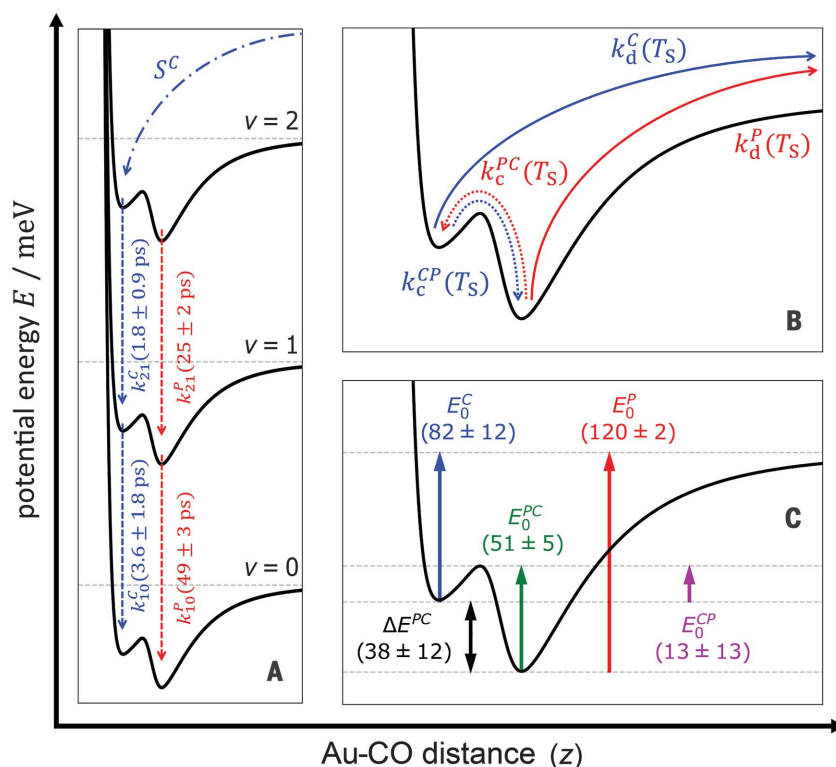 potential energy E / meV
S^C
v = 2
v = 1
v = 0
k_21^C (1.8 ± 0.9 ps)
k_21^P (25 ± 2 ps)
k_10^C (3.6 ± 1.8 ps)
k_10^P (49 ± 3 ps)
A
k_d^C (T_S)
k_d^P (T_S)
k_c^PC (T_S)
k_c^CP (T_S)
B
E_0^C
(82 ± 12)
E_0^P
(120 ± 2)
E_0^PC
(51 ± 5)
C
ΔE^PC
(38 ± 12)
E_0^CP
(13 ± 13)
Au-CO distance (z)